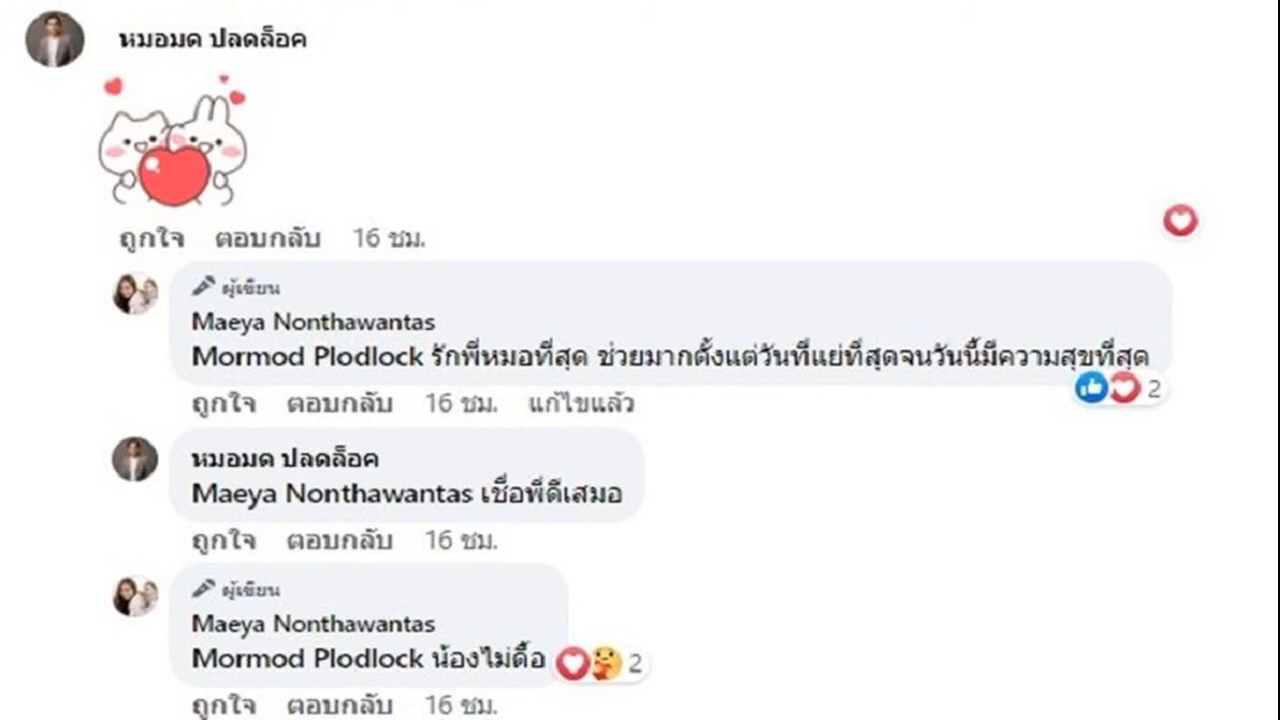 หมอมด ปลดล็อค
ถูกใจ ตอบกลับ 16 ชม.
ผู้เขียน
Maeya Nonthawantas
Mormod Plodlock รักพี่หมอที่สุด ช่วยมากตั้งแต่วันที่แย่ที่สุดจนวันนี้มีความสุขที่สุด
2
ถูกใจ ตอบกลับ 16 ชม. แก้ไขแล้ว
หมอมด ปลดล็อค
Maeya Nonthawantas เชื่อพี่ดีเสมอ
ถูกใจ ตอบกลับ 16 ชม.
ผู้เขียน
Maeya Nonthawantas
Mormod Plodlock น้องไม่ดื้อ
2
ถูกใจ ตอบกลับ 16 ชม.